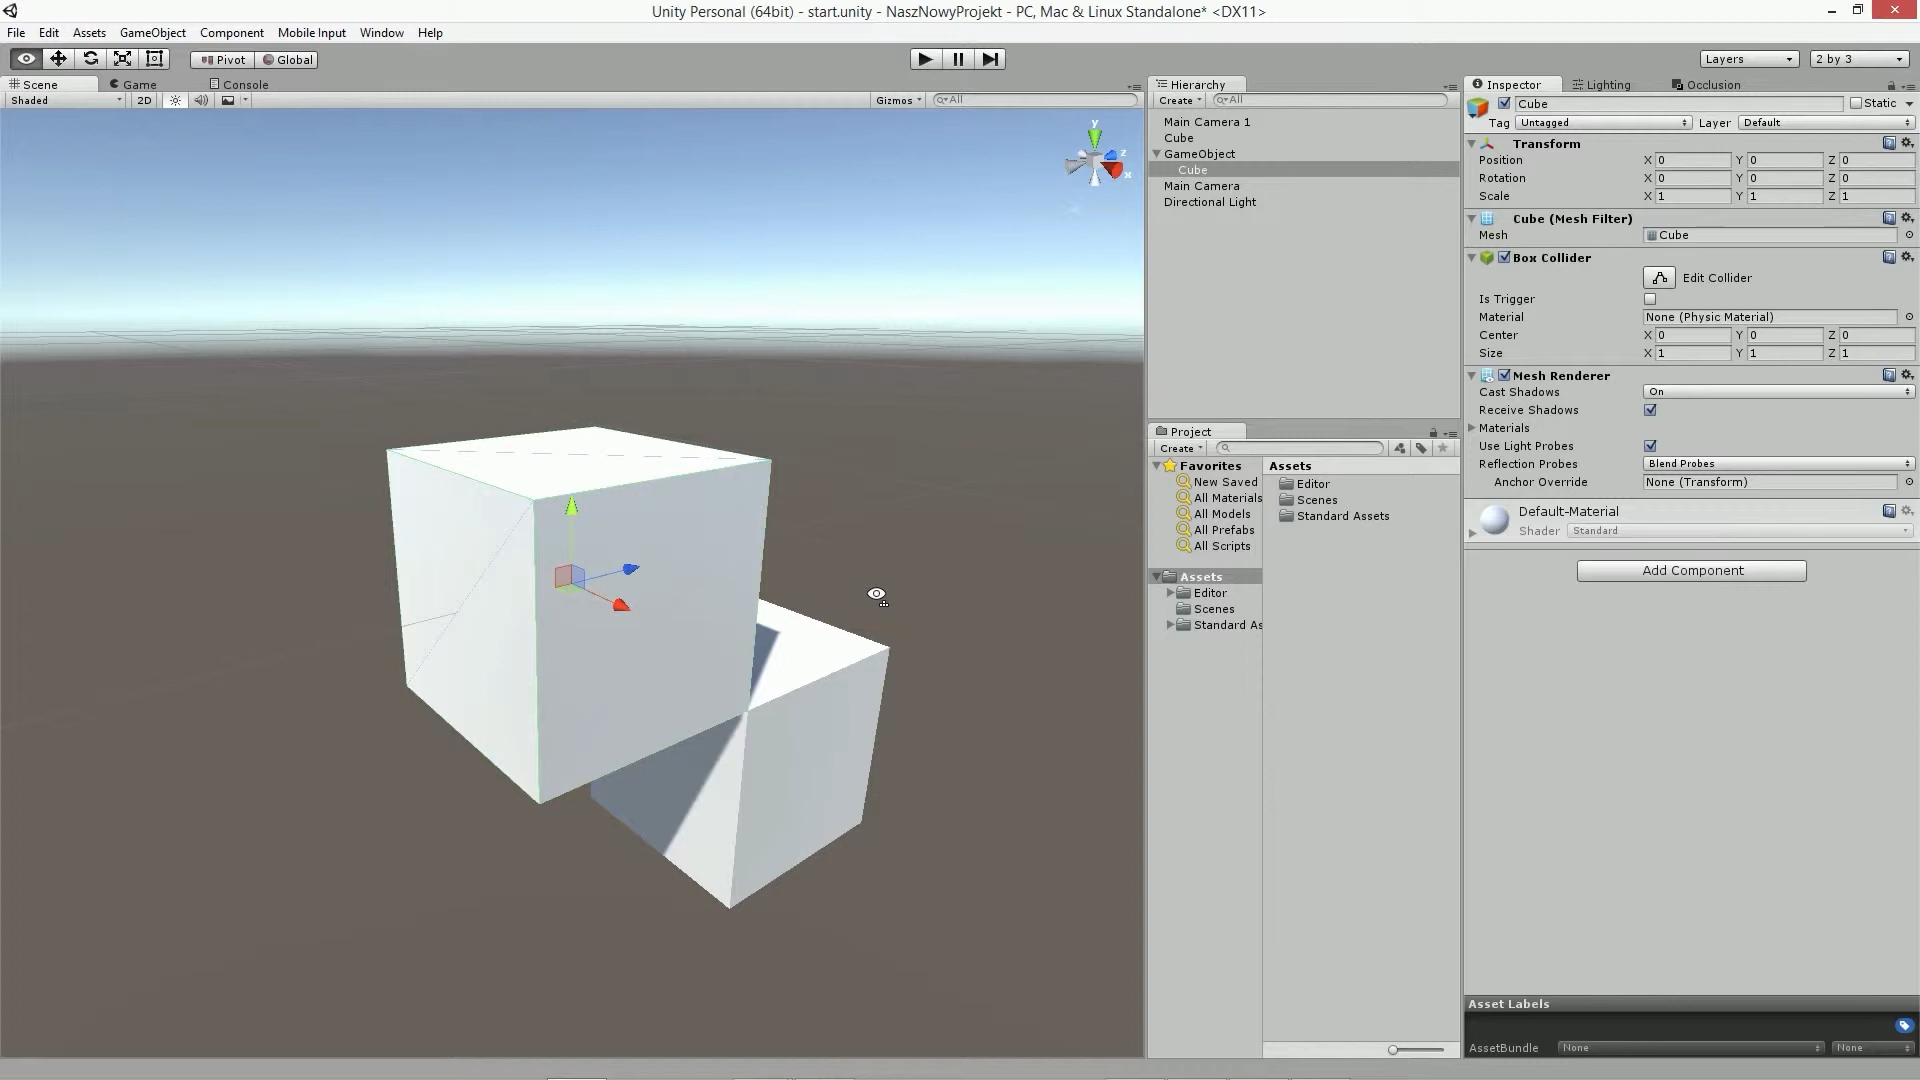 Unity Personal (64bit) - start.unity - NaszNowyProjekt - PC, Mac & Linux Standalone* <DX11>
File Edit Assets GameObject Component Mobile Input Window Help
Pivot Global Layers 2 by 3
Scene Game Console
Shaded 2D Gizmos All
y
z
x
Hierarchy
Create All
Main Camera 1
Cube
GameObject
Cube
Main Camera
Directional Light
Project
Create
Favorites
New Saved
All Materials
All Models
All Prefabs
All Scripts
Assets
Editor
Scenes
Standard As
Assets
Editor
Scenes
Standard Assets
Inspector Lighting Occlusion
Cube Static
Tag Untagged Layer Default
Transform
Position X 0 Y 0 Z 0
Rotation X 0 Y 0 Z 0
Scale X 1 Y 1 Z 1
Cube (Mesh Filter)
Mesh Cube
Box Collider
Edit Collider
Is Trigger
Material None (Physic Material)
Center X 0 Y 0 Z 0
Size X 1 Y 1 Z 1
Mesh Renderer
Cast Shadows On
Receive Shadows
Materials
Use Light Probes
Reflection Probes Blend Probes
Anchor Override None (Transform)
Default-Material
Shader Standard
Add Component
Asset Labels
AssetBundle None None